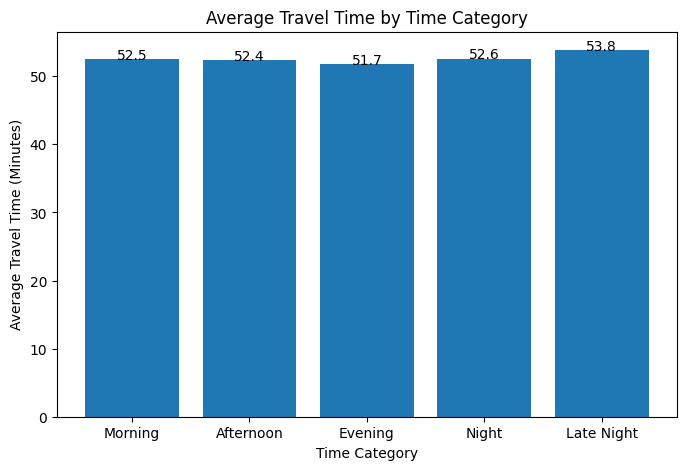 Average Travel Time by Time Category
Average Travel Time (Minutes)
50
40
30
20
10
0
52.5
52.4
51.7
52.6
53.8
Morning
Afternoon
Evening
Night
Late Night
Time Category